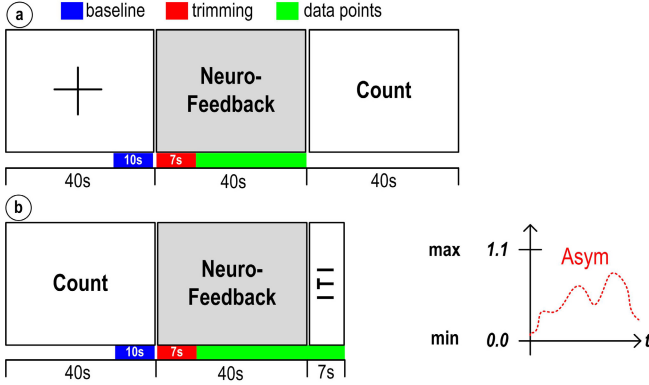 a
baseline trimming data points
Neuro-
Feedback
Count
10s 7s
40s 40s 40s
b
Count
Neuro-
Feedback
ITI
10s 7s
40s 40s 7s
max 1.1
Asym
min 0.0
t